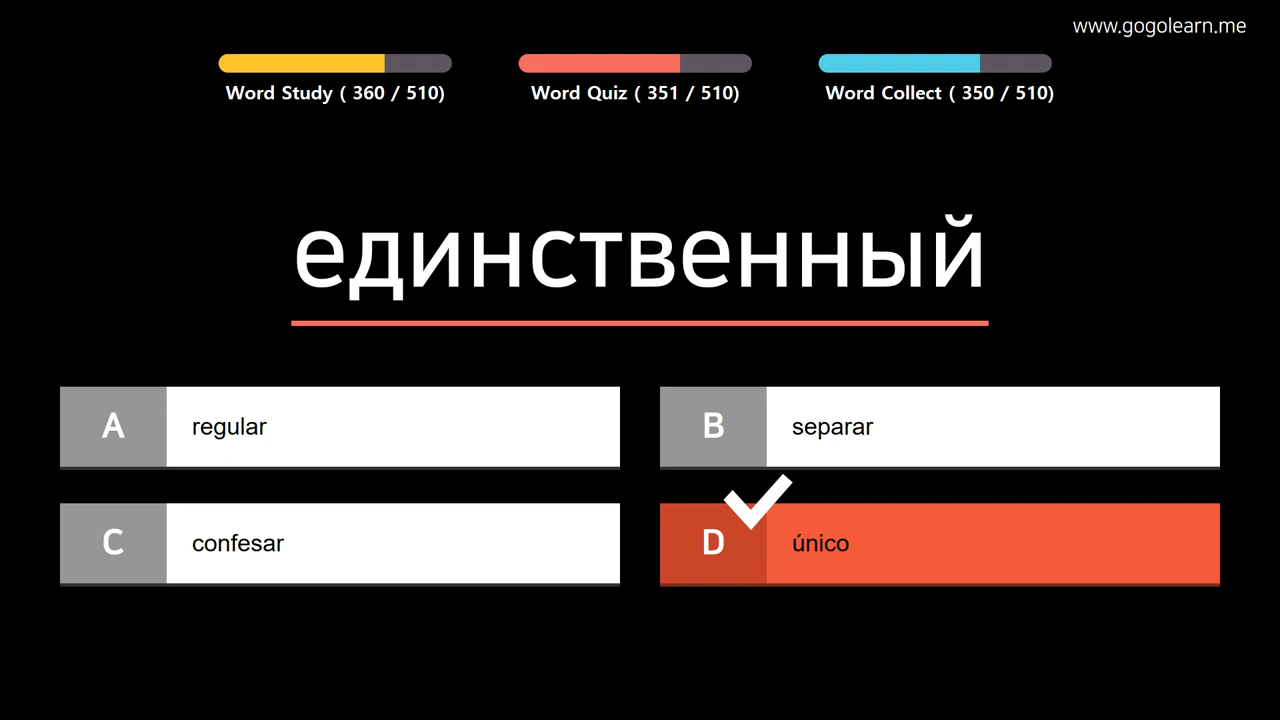 www.gogolearn.me
Word Study ( 360 / 510)
Word Quiz ( 351 / 510)
Word Collect ( 350 / 510)
единственный
A regular
B separar
C confesar
D único